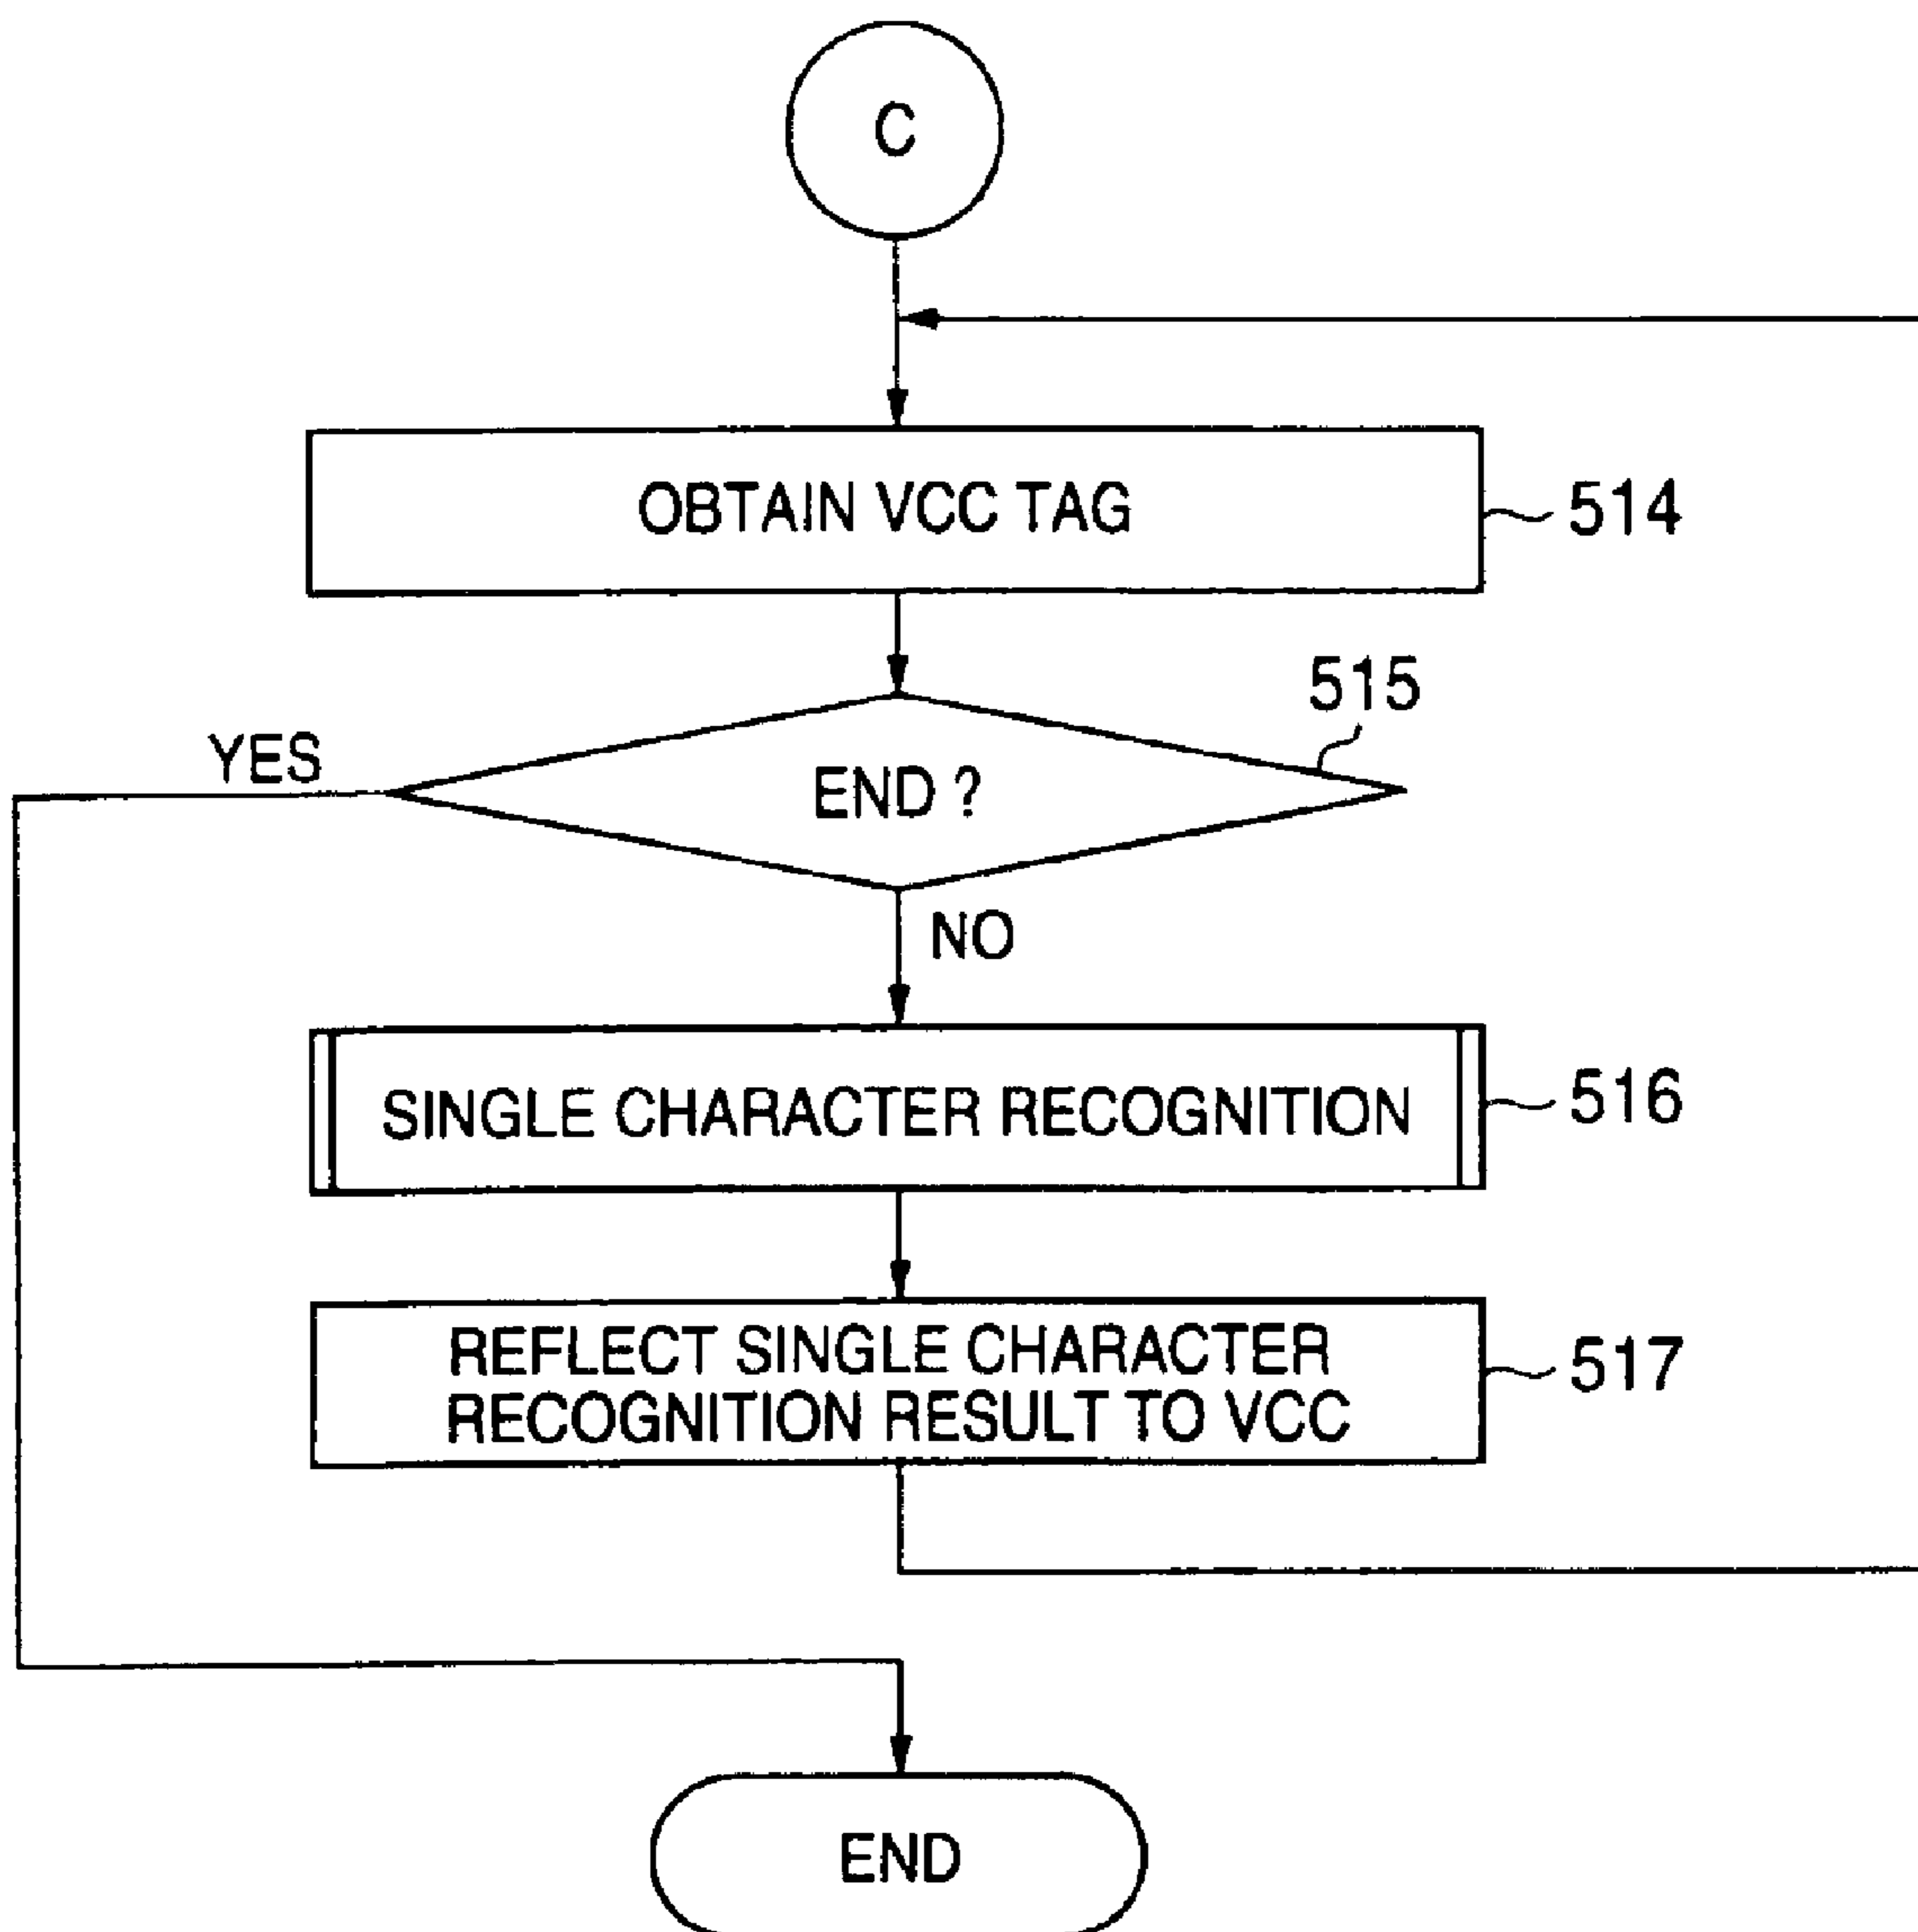 C
OBTAIN VCC TAG
514
515
YES
END ?
NO
SINGLE CHARACTER RECOGNITION
516
REFLECT SINGLE CHARACTER
RECOGNITION RESULT TO VCC
517
END